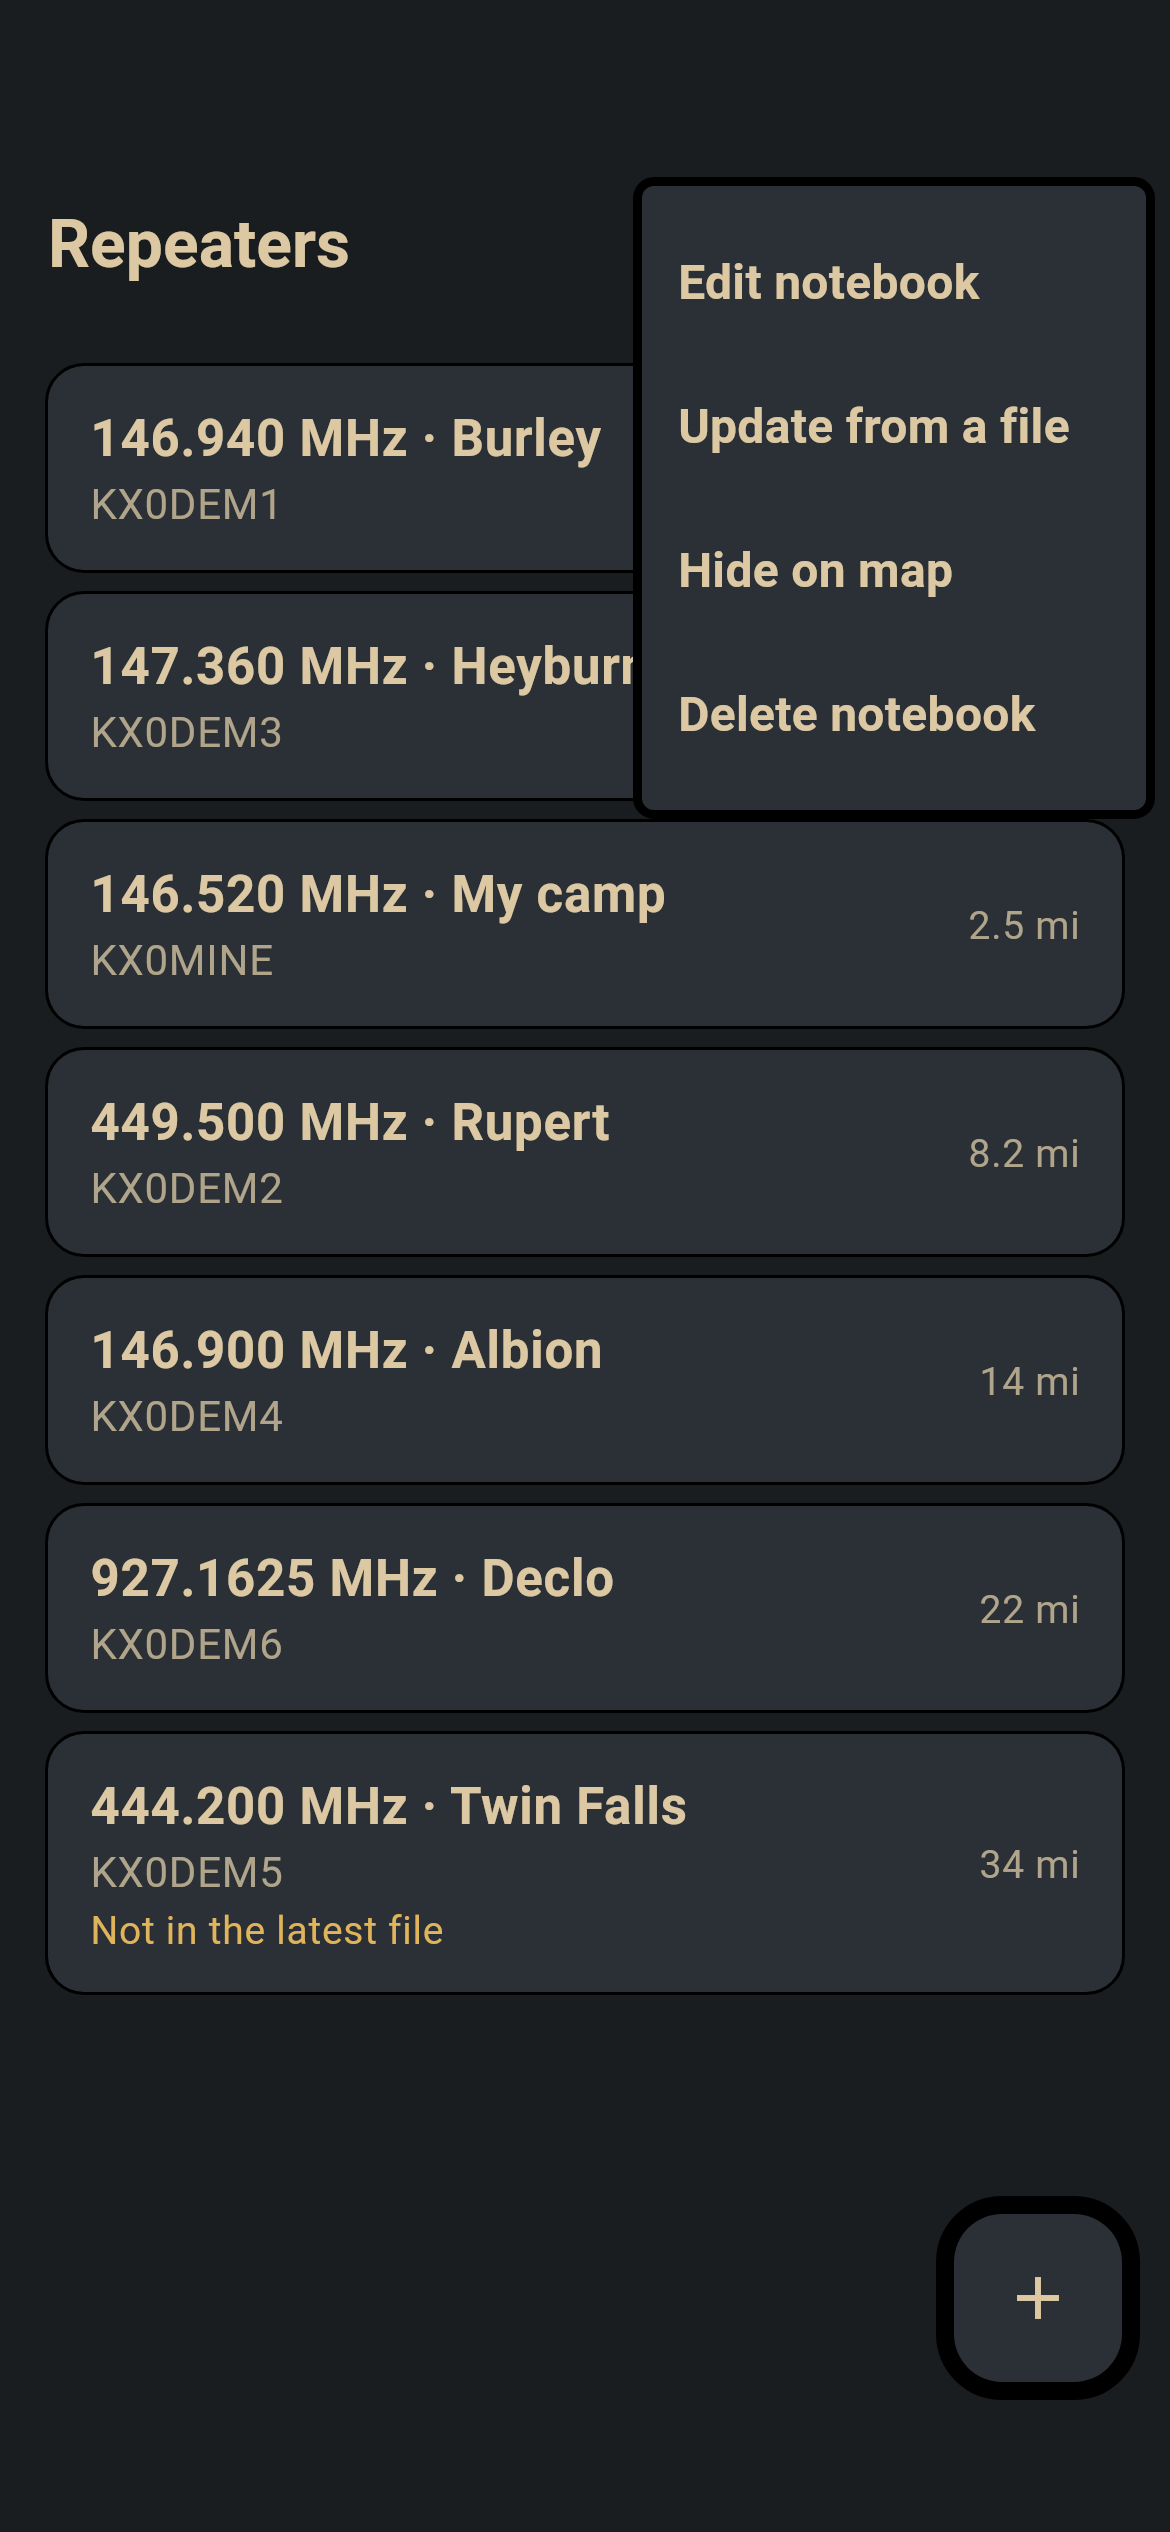 Repeaters
Edit notebook
Update from a file
Hide on map
Delete notebook
146.940 MHz · Burley
KX0DEM1
147.360 MHz · Heyburn
KX0DEM3
146.520 MHz · My camp
KX0MINE
2.5 mi
449.500 MHz · Rupert
KX0DEM2
8.2 mi
146.900 MHz · Albion
KX0DEM4
14 mi
927.1625 MHz · Declo
KX0DEM6
22 mi
444.200 MHz · Twin Falls
KX0DEM5
Not in the latest file
34 mi